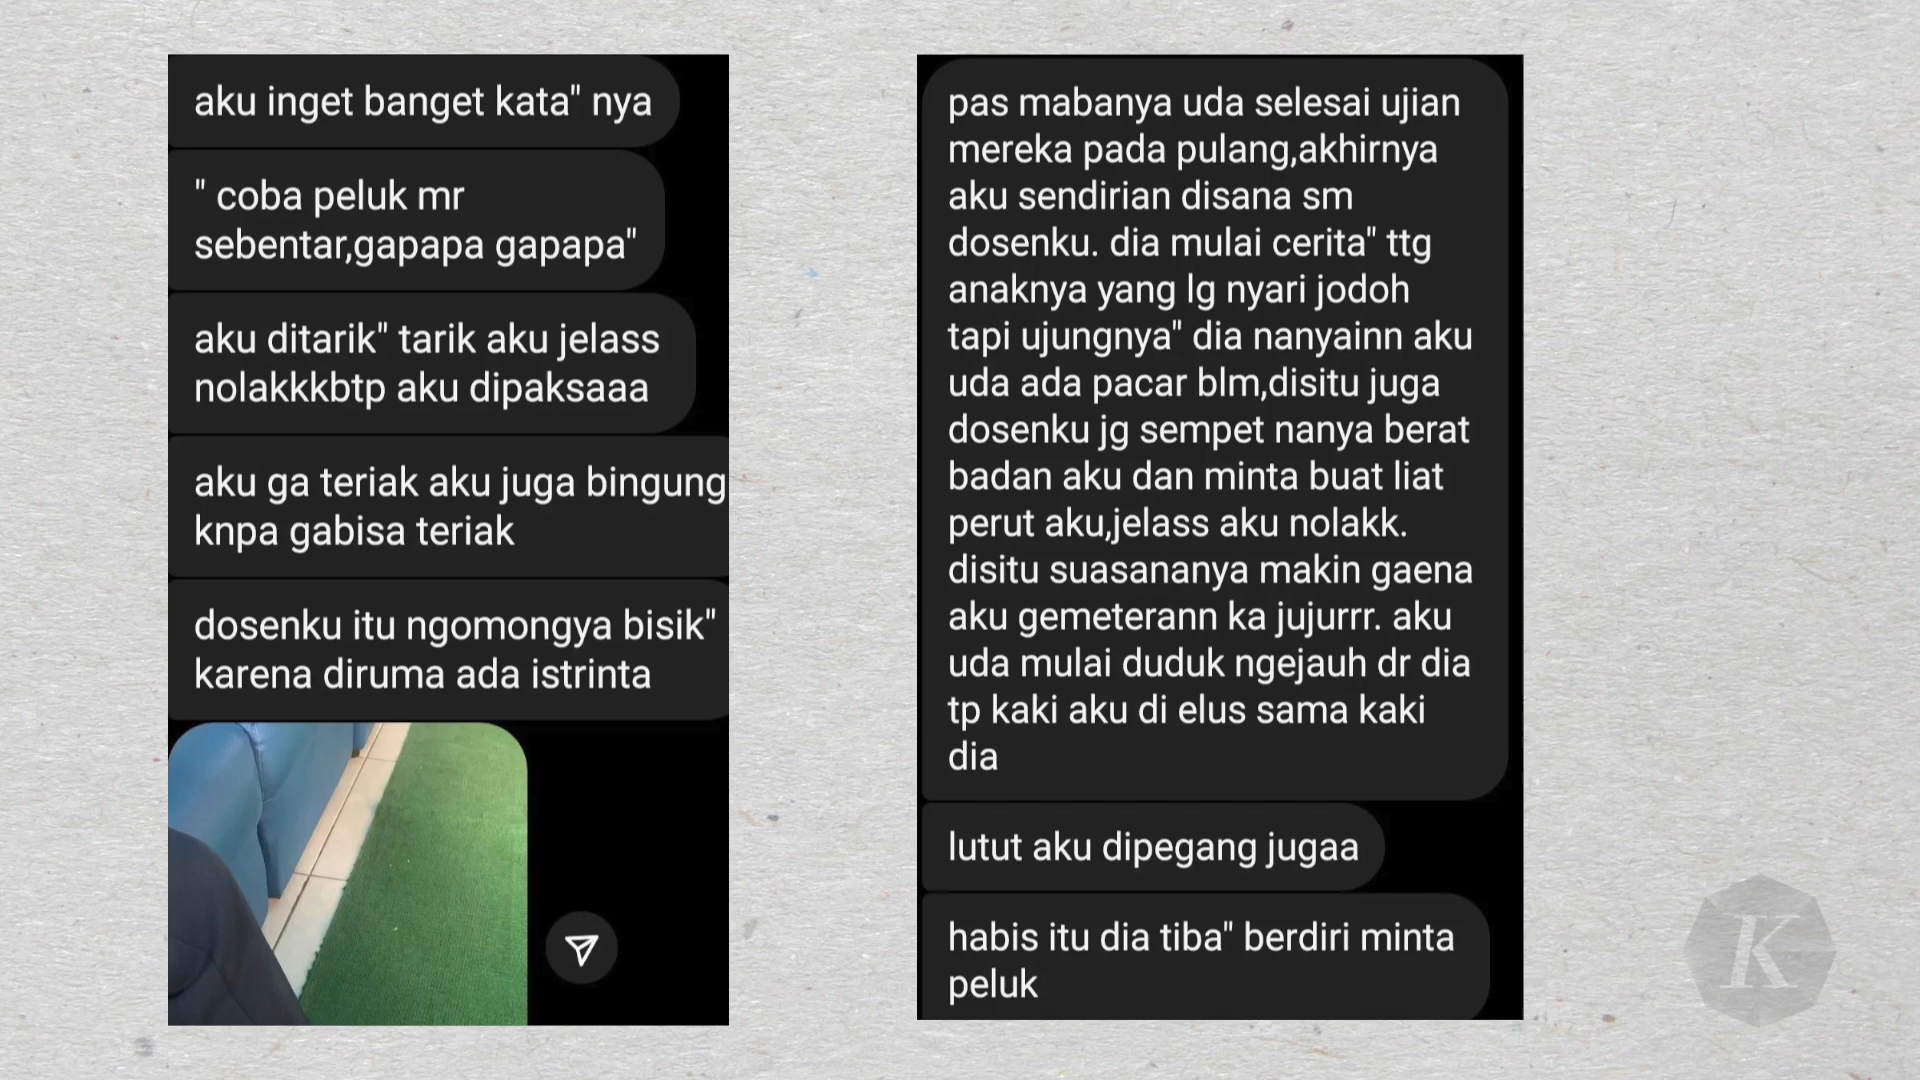 aku inget banget kata" nya
" coba peluk mr
sebentar,gapapa gapapa"
aku ditarik" tarik aku jelass
nolakkkbtp aku dipaksaaa
aku ga teriak aku juga bingung
knpa gabisa teriak
dosenku itu ngomongya bisik"
karena diruma ada istrinta
pas mabanya uda selesai ujian
mereka pada pulang,akhirnya
aku sendirian disana sm
dosenku. dia mulai cerita" ttg
anaknya yang lg nyari jodoh
tapi ujungnya" dia nanyainn aku
uda ada pacar blm,disitu juga
dosenku jg sempet nanya berat
badan aku dan minta buat liat
perut aku,jelass aku nolakk.
disitu suasananya makin gaena
aku gemeterann ka jujurrr. aku
uda mulai duduk ngejauh dr dia
tp kaki aku di elus sama kaki
dia
lutut aku dipegang jugaa
habis itu dia tiba" berdiri minta
peluk
K